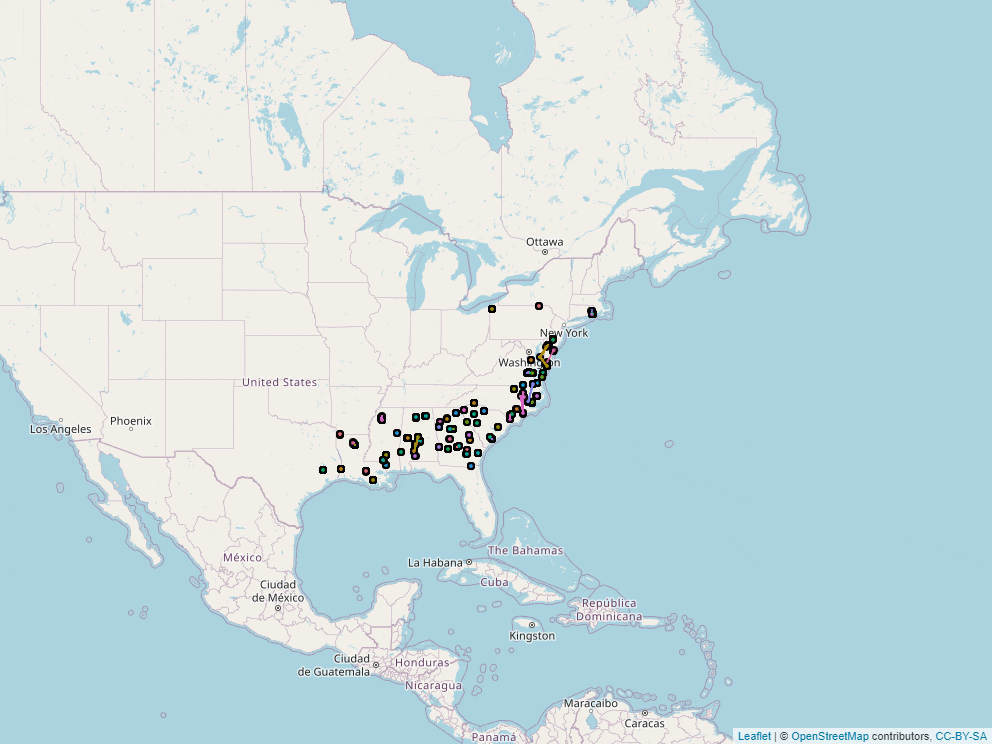 Ottawa
New York
Washington
United States
Phoenix
Los Angeles
The Bahamas
México
La Habana
Cuba
Ciudad
de México
República
Dominicana
Kingston
Ciudad
de Guatemala
Honduras
Nicaragua
Maracaibo
Caracas
Panamá
Leaflet | © OpenStreetMap contributors, CC-BY-SA